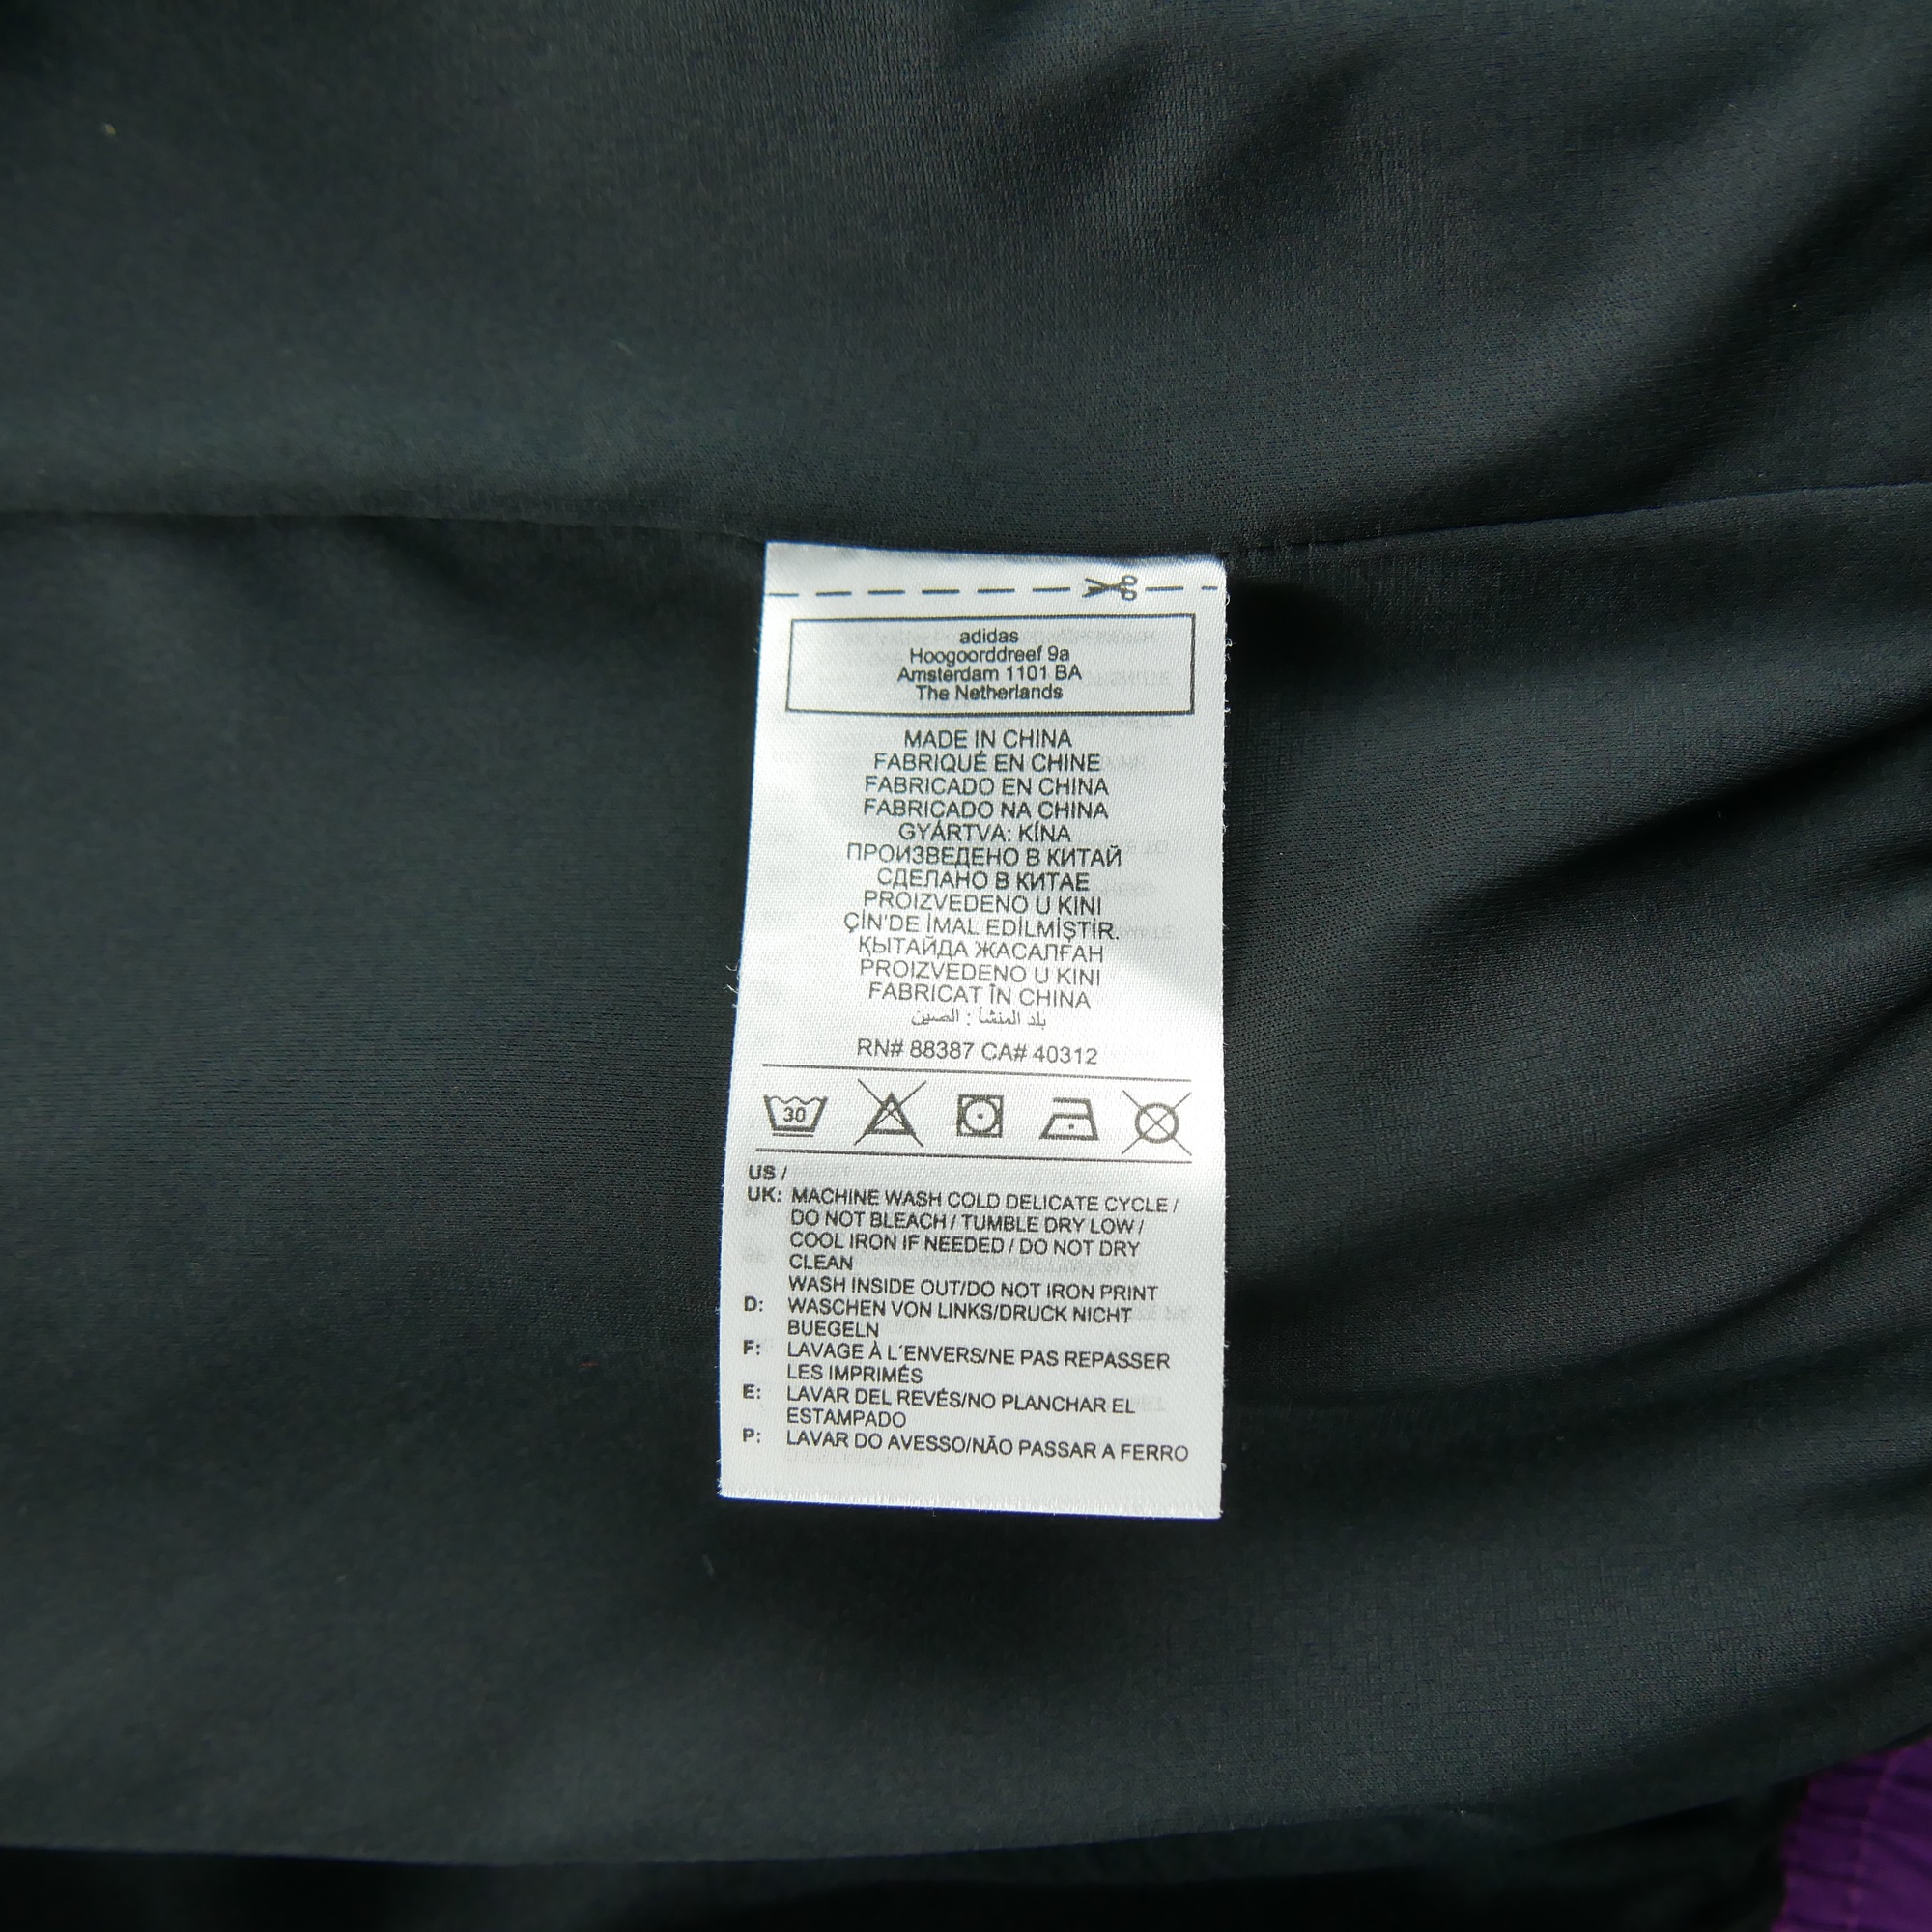 adidas
Hoogoorddreef 9a
Amsterdam 1101 BA
The Netherlands
MADE IN CHINA
FABRIQUÉ EN CHINE
FABRICADO EN CHINA
FABRICADO NA CHINA
GYÁRTVA: KÍNA
ПРОИЗВЕДЕНО В КИТАЙ
СДЕЛАНО В КИТАЕ
PROIZVEDENO U KINI
ÇİN'DE İMAL EDİLMİŞTİR.
ҚЫТАЙДА ЖАСАЛҒАН
PROIZVEDENO U KINI
FABRICAT ÎN CHINA
بلد المنشأ : الصين
RN# 88387 CA# 40312
30
US /
UK: MACHINE WASH COLD DELICATE CYCLE /
DO NOT BLEACH / TUMBLE DRY LOW /
COOL IRON IF NEEDED / DO NOT DRY
CLEAN
WASH INSIDE OUT/DO NOT IRON PRINT
D: WASCHEN VON LINKS/DRUCK NICHT
BUEGELN
F: LAVAGE À L´ENVERS/NE PAS REPASSER
LES IMPRIMÉS
E: LAVAR DEL REVÉS/NO PLANCHAR EL
ESTAMPADO
P: LAVAR DO AVESSO/NÃO PASSAR A FERRO